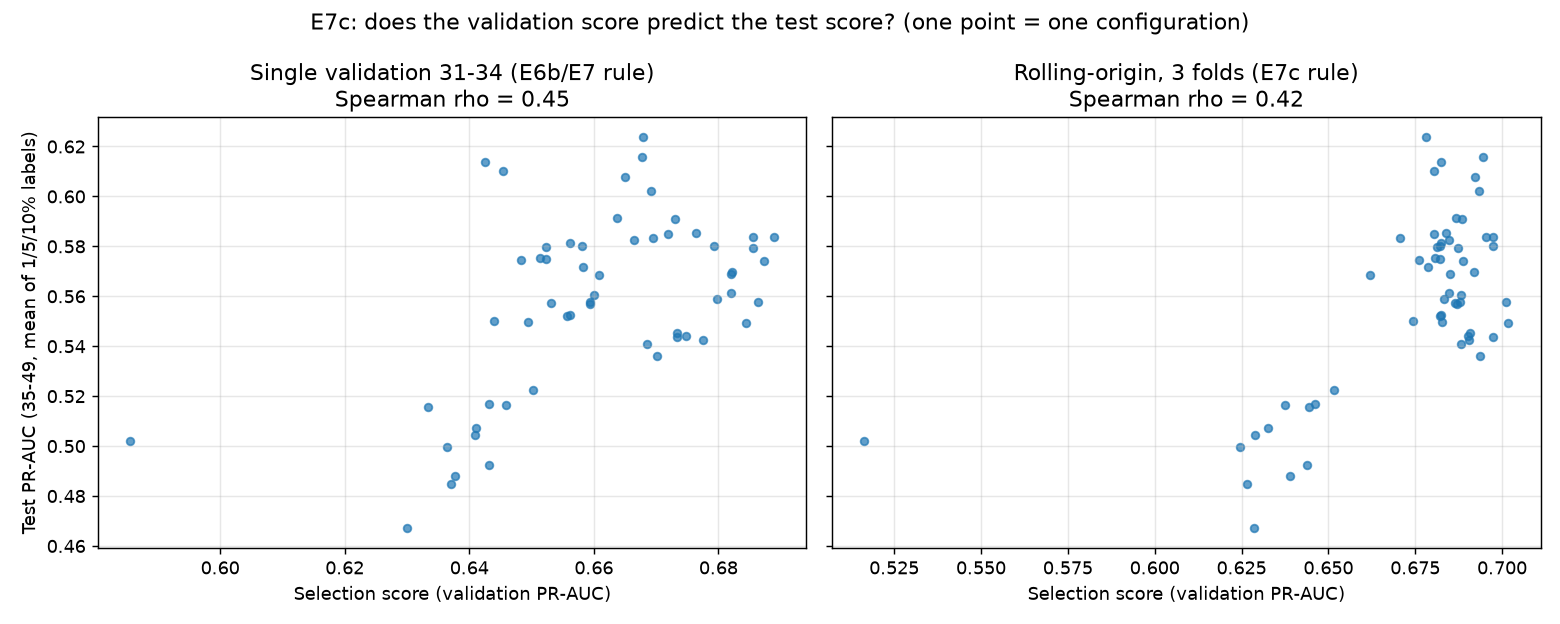 E7c: does the validation score predict the test score? (one point = one configuration)
Single validation 31-34 (E6b/E7 rule)
Spearman rho = 0.45
Rolling-origin, 3 folds (E7c rule)
Spearman rho = 0.42
Test PR-AUC (35-49, mean of 1/5/10% labels)
0.62
0.60
0.58
0.56
0.54
0.52
0.50
0.48
0.46
0.60 0.62 0.64 0.66 0.68
Selection score (validation PR-AUC)
0.525 0.550 0.575 0.600 0.625 0.650 0.675 0.700
Selection score (validation PR-AUC)